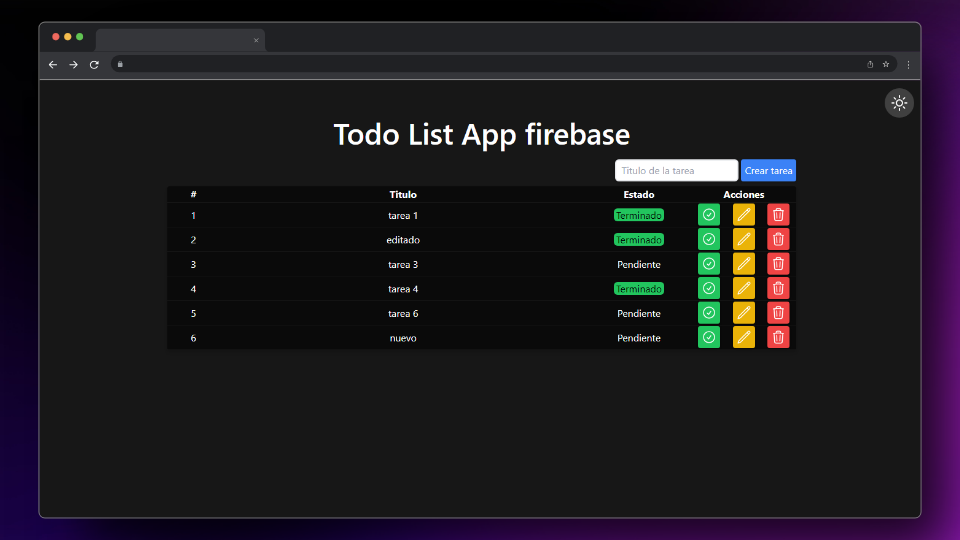 Todo List App firebase
Titulo de la tarea Crear tarea
# Titulo Estado Acciones
1 tarea 1 Terminado
2 editado Terminado
3 tarea 3 Pendiente
4 tarea 4 Terminado
5 tarea 6 Pendiente
6 nuevo Pendiente